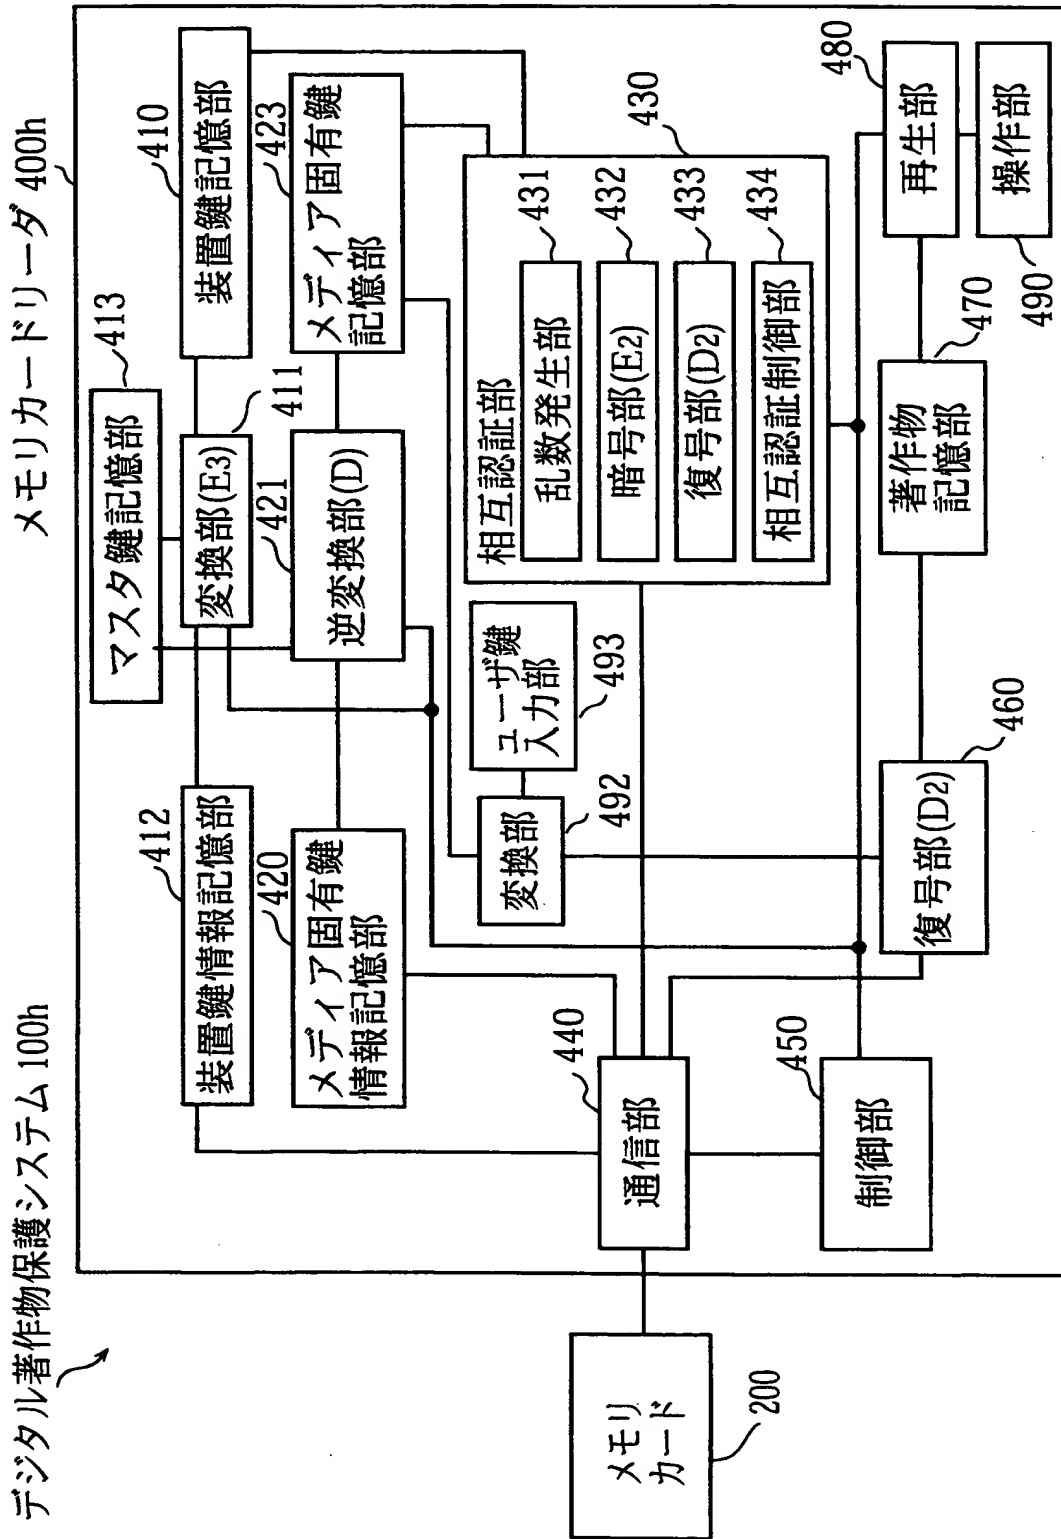 デジタル著作物保護システム 100h
メモリカードリーダ 400h
マスタ鍵記憶部
413
装置鍵情報記憶部
412
変換部(E3)
411
装置鍵記憶部
410
メディア固有鍵
情報記憶部
420
逆変換部(D)
421
メディア固有鍵
記憶部
423
変換部
492
ユーザ鍵
入力部
493
相互認証部
430
乱数発生部
431
暗号部(E2)
432
復号部(D2)
433
相互認証制御部
434
メモリ
カード
200
通信部
440
制御部
450
復号部(D2)
460
著作物
記憶部
470
再生部
480
操作部
490